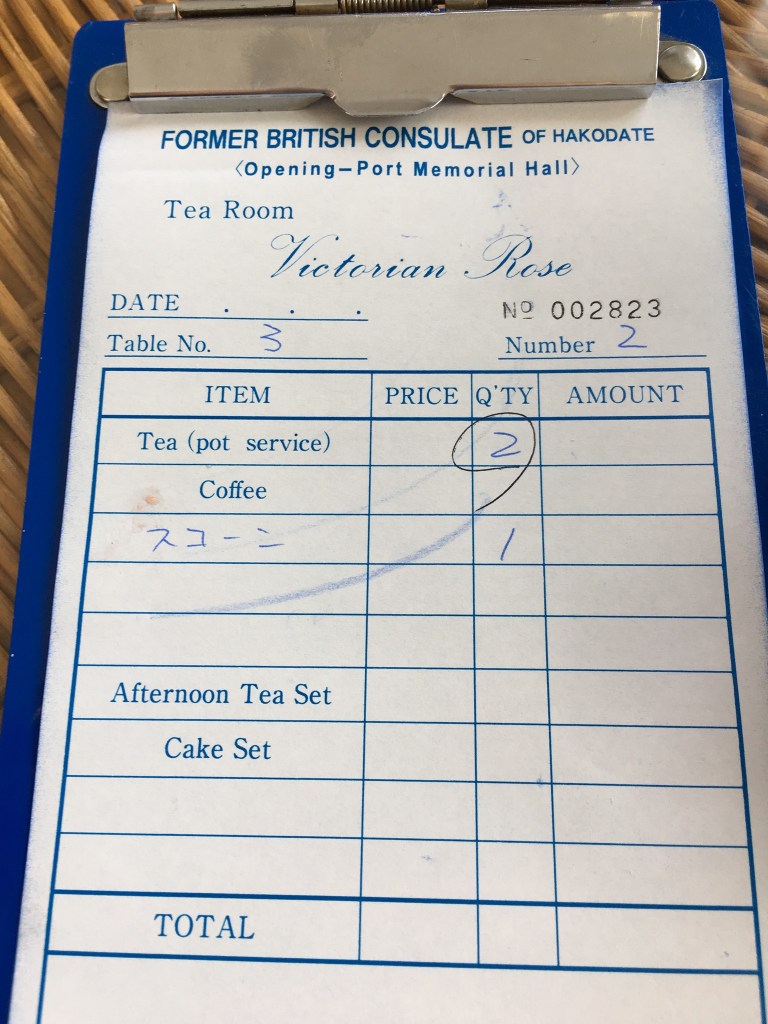 FORMER BRITISH CONSULATE OF HAKODATE
〈Opening−Port Memorial Hall〉
Tea Room
Victorian Rose
DATE . . .
№ 002823
Table No. 3
Number 2
ITEM PRICE Q'TY AMOUNT
Tea (pot service) 2
Coffee
スコーン 1
Afternoon Tea Set
Cake Set
TOTAL